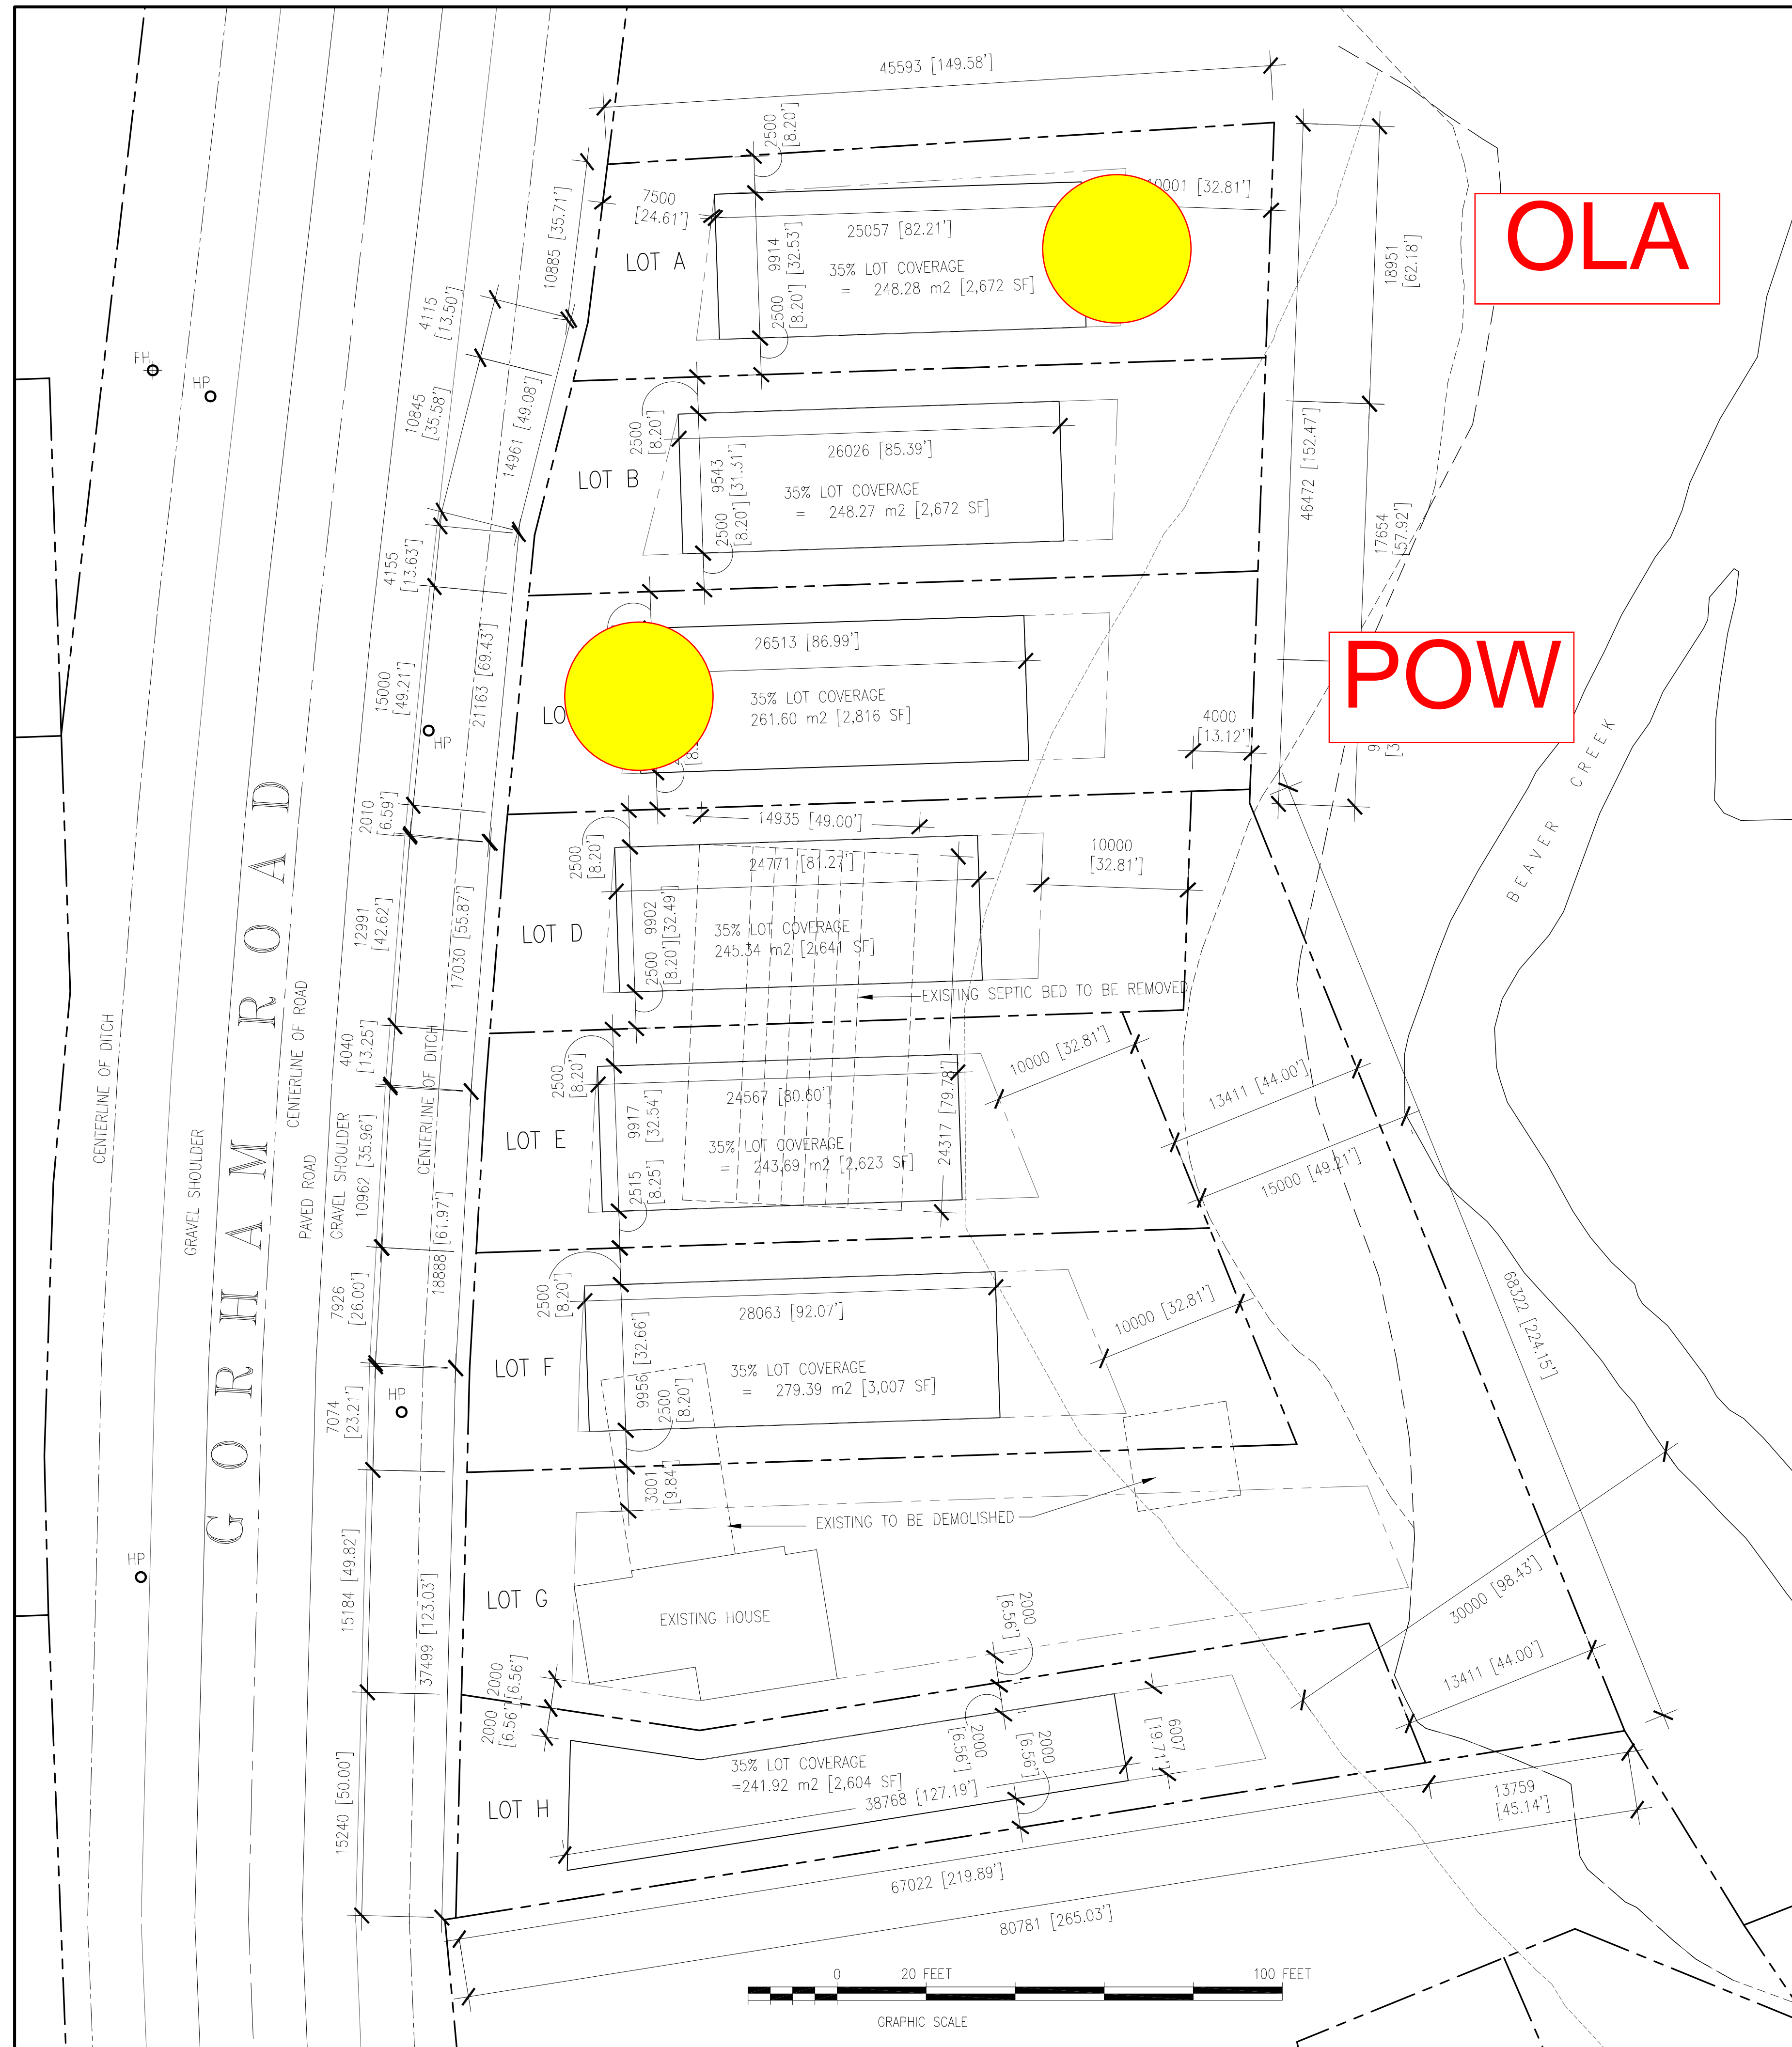 45593 [149.58']
2500
[8.20']
7500
[24.61']
10885 [35.71']
25057 [82.21']
10001 [32.81']
9914
[32.53']
2500
[8.20']
LOT A
35% LOT COVERAGE
= 248.28 m2 [2,672 SF]
18951
[62.18']
OLA
4115
[13.50']
FH
HP
10845
[35.58']
14961 [49.08']
2500
[8.20']
9543
[31.31']
2500
[8.20']
26026 [85.39']
LOT B
35% LOT COVERAGE
= 248.27 m2 [2,672 SF]
46472 [152.47']
17654
[57.92']
4155
[13.63']
15000
[49.21']
21163 [69.43']
HP
26513 [86.99']
35% LOT COVERAGE
261.60 m2 [2,816 SF]
LO
4000
[13.12']
POW
BEAVER CREEK
2010
[6.59']
14935 [49.00']
2500
[8.20']
24771 [81.27']
10000
[32.81']
9902
[32.49']
2500
[8.20']
LOT D
35% LOT COVERAGE
245.34 m2 [2,641 SF]
EXISTING SEPTIC BED TO BE REMOVED
12991
[42.62']
17030 [55.87']
GORHAM ROAD
CENTERLINE OF DITCH
GRAVEL SHOULDER
CENTERLINE OF ROAD
PAVED ROAD
GRAVEL SHOULDER
CENTERLINE OF DITCH
4040
[13.25']
10962 [35.96']
2500
[8.20']
24567 [80.60']
9917
[32.54']
2515
[8.25']
LOT E
35% LOT COVERAGE
= 243.69 m2 [2,623 SF]
24317 [79.78']
10000 [32.81']
13411 [44.00']
15000 [49.21']
68322 [224.15']
18888 [61.97']
7926
[26.00']
2500
[8.20']
28063 [92.07']
10000 [32.81']
9956 [32.66']
2500
[8.20']
LOT F
35% LOT COVERAGE
= 279.39 m2 [3,007 SF]
HP
7074
[23.21']
3001
[9.84']
EXISTING TO BE DEMOLISHED
HP
15184 [49.82']
37499 [123.03']
LOT G
EXISTING HOUSE
2000
[6.56']
30000 [98.43']
13411 [44.00']
2000
[6.56']
2000
[6.56']
2000
[6.56']
2000
[6.56']
6007
[19.71']
35% LOT COVERAGE
=241.92 m2 [2,604 SF]
38768 [127.19']
LOT H
15240 [50.00']
13759
[45.14']
67022 [219.89']
80781 [265.03']
0 20 FEET 100 FEET
GRAPHIC SCALE